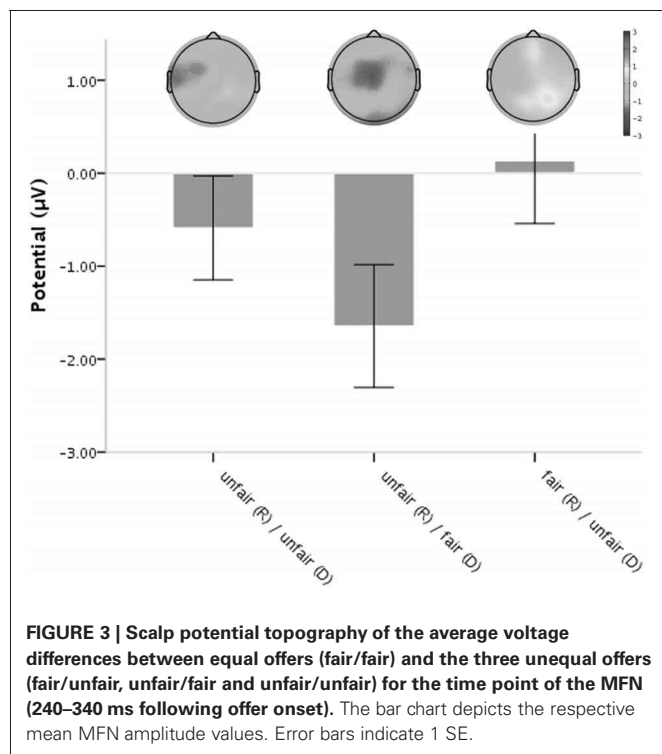 3
2
1
0
-1
-2
-3
1.00
0.00
-1.00
-2.00
-3.00
Potential (µV)
unfair (R) / unfair (D)
unfair (R) / fair (D)
fair (R) / unfair (D)
FIGURE 3 | Scalp potential topography of the average voltage
differences between equal offers (fair/fair) and the three unequal offers
(fair/unfair, unfair/fair and unfair/unfair) for the time point of the MFN
(240–340 ms following offer onset). The bar chart depicts the respective
mean MFN amplitude values. Error bars indicate 1 SE.